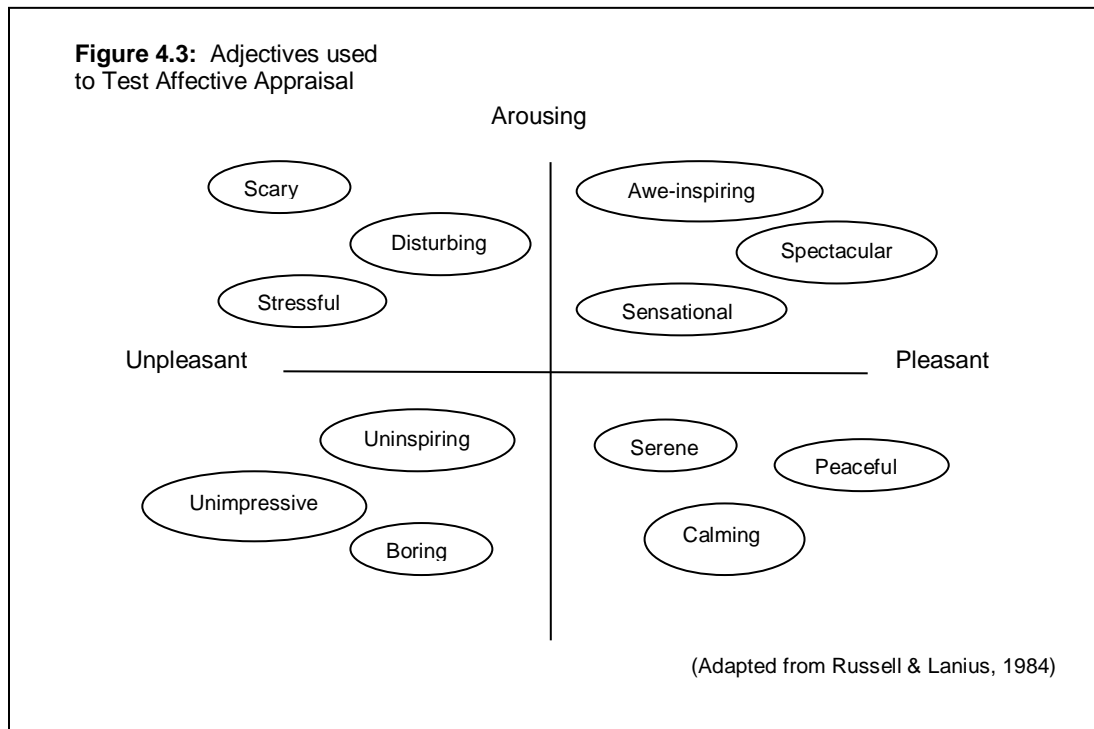 Figure 4.3: Adjectives used
to Test Affective Appraisal
Arousing
Scary
Awe-inspiring
Disturbing
Spectacular
Stressful
Sensational
Unpleasant
Pleasant
Uninspiring
Serene
Peaceful
Unimpressive
Calming
Boring
(Adapted from Russell & Lanius, 1984)